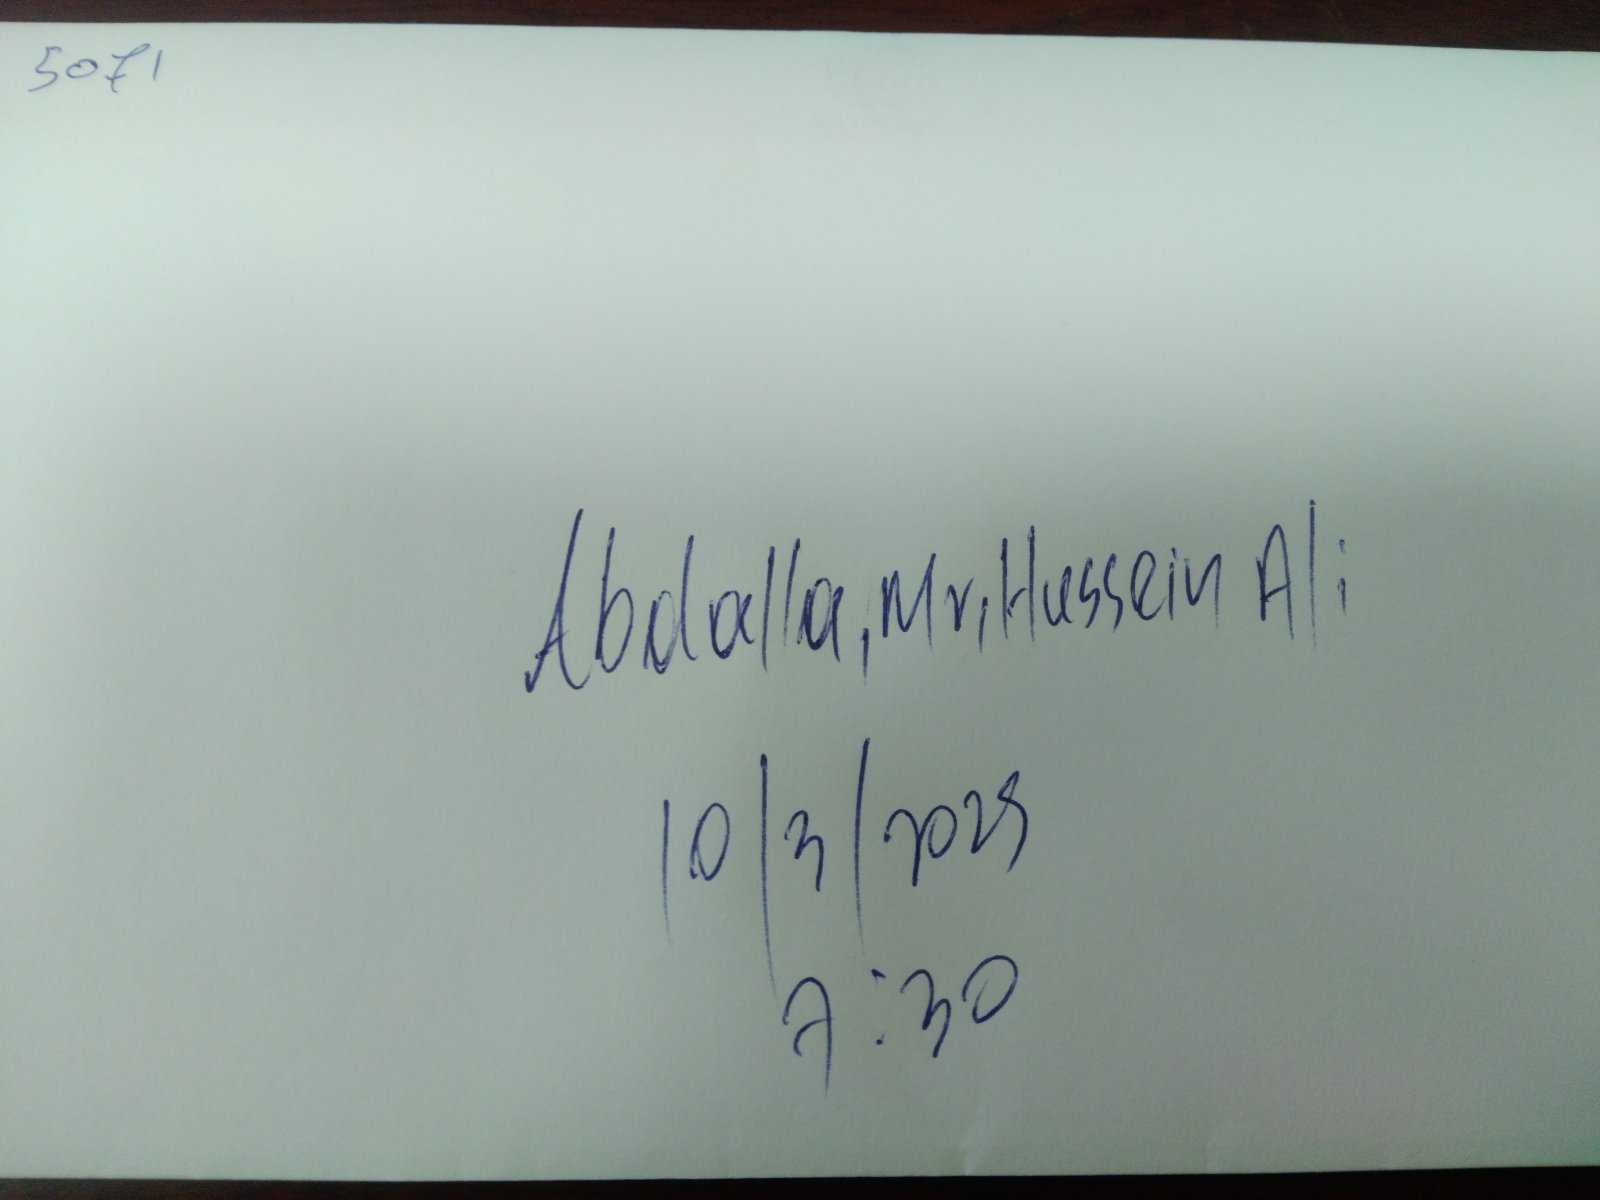 5071
Abdalla, Mr, Hussein Ali
10/3/2025
7:30